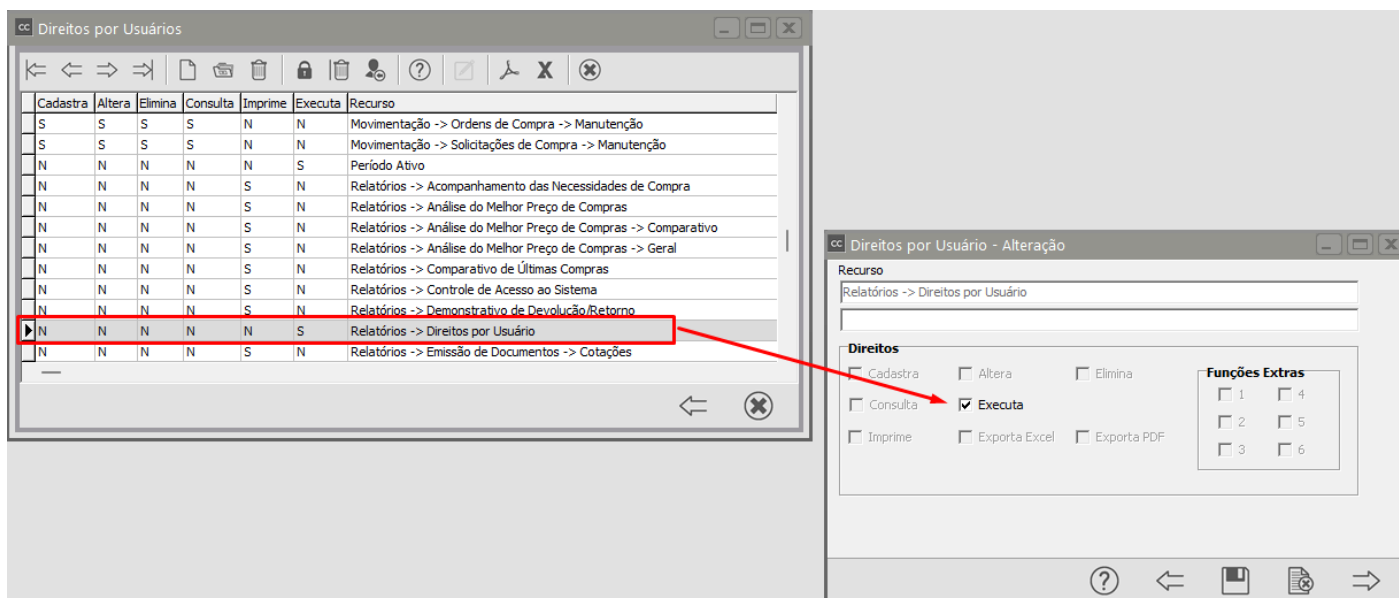 cc Direitos por Usuários
Cadastra Altera Elimina Consulta Imprime Executa Recurso
S S S S N N Movimentação -> Ordens de Compra -> Manutenção
S S S S N N Movimentação -> Solicitações de Compra -> Manutenção
N N N N N S Período Ativo
N N N N S N Relatórios -> Acompanhamento das Necessidades de Compra
N N N N S N Relatórios -> Análise do Melhor Preço de Compras
N N N N S N Relatórios -> Análise do Melhor Preço de Compras -> Comparativo
N N N N S N Relatórios -> Análise do Melhor Preço de Compras -> Geral
N N N N S N Relatórios -> Comparativo de Últimas Compras
N N N N S N Relatórios -> Controle de Acesso ao Sistema
N N N N S N Relatórios -> Demonstrativo de Devolução/Retorno
N N N N N S Relatórios -> Direitos por Usuário
N N N N S N Relatórios -> Emissão de Documentos -> Cotações
cc Direitos por Usuário - Alteração
Recurso
Relatórios -> Direitos por Usuário
Direitos
Cadastra Altera Elimina
Consulta Executa
Imprime Exporta Excel Exporta PDF
Funções Extras
1 4
2 5
3 6